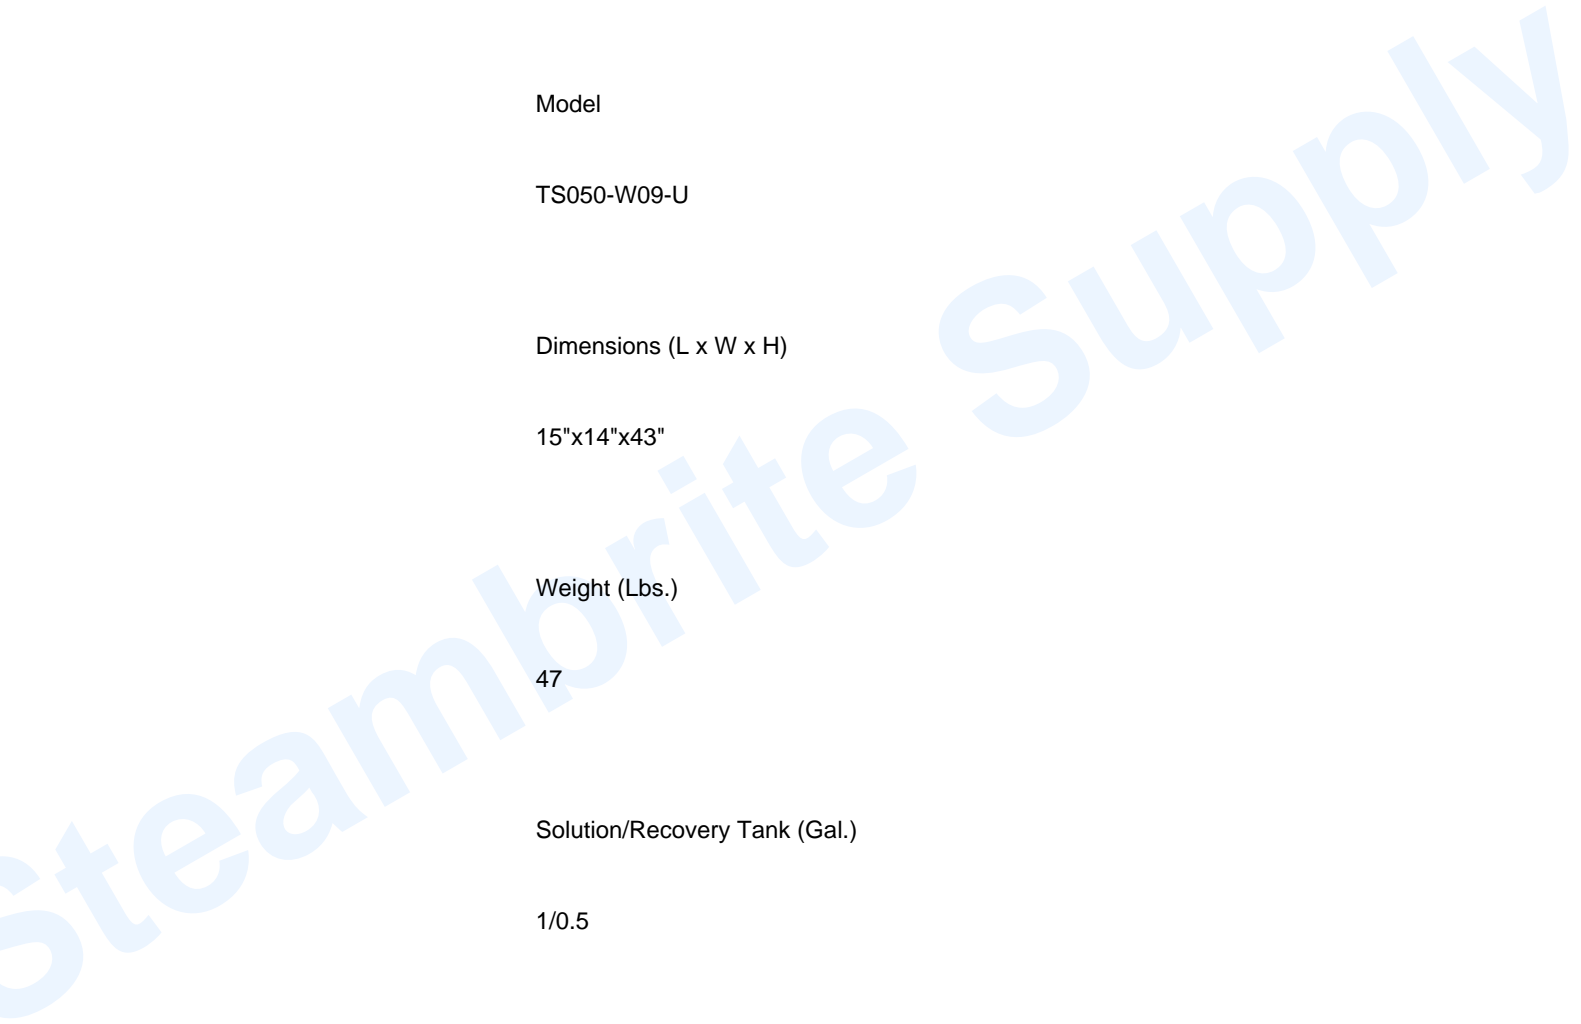 Model
TS050-W09-U
Dimensions (L x W x H)
15"x14"x43"
Weight (Lbs.)
47
Solution/Recovery Tank (Gal.)
1/0.5
Steambrite Supply